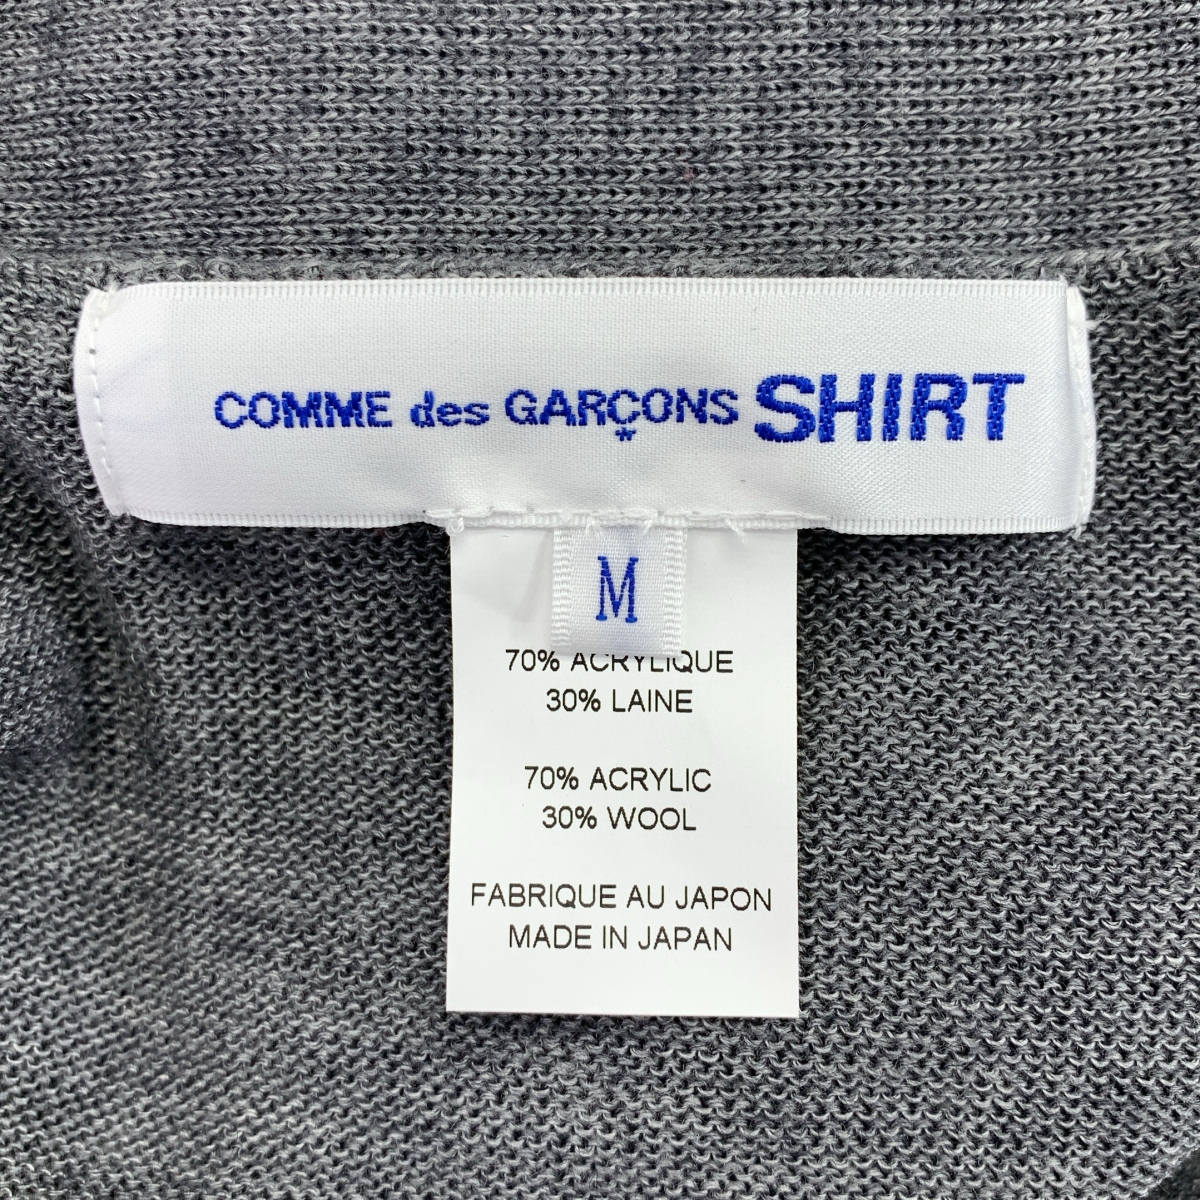 COMME des GARÇONS SHIRT
*
M
70% ACRYLIQUE
30% LAINE
70% ACRYLIC
30% WOOL
FABRIQUE AU JAPON
MADE IN JAPAN